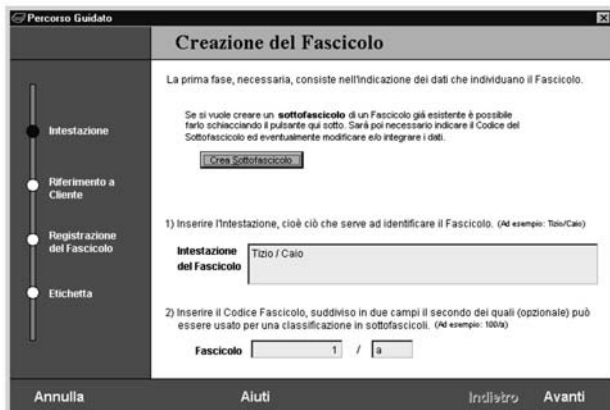 Percorso Guidato
Creazione del Fascicolo
La prima fase, necessaria, consiste nell'indicazione dei dati che individuano il Fascicolo.
Se si vuole creare un sottofascicolo di un Fascicolo già esistente è possibile
farlo schiacciando il pulsante qui sotto. Sarà poi necessario indicare il Codice del
Sottofascicolo ed eventualmente modificare e/o integrare i dati.
Crea Sottofascicolo
Intestazione
Riferimento a
Cliente
Registrazione
del Fascicolo
Etichetta
1) Inserire l'Intestazione, cioè ciò che serve ad identificare il Fascicolo. (Ad esempio: Tizio/Caio)
Intestazione
del Fascicolo
Tizio / Caio
2) Inserire il Codice Fascicolo, suddiviso in due campi il secondo dei quali (opzionale) può
essere usato per una classificazione in sottofascicoli. (Ad esempio: 100/a)
Fascicolo 1 / a
Annulla Aiuti Indietro Avanti